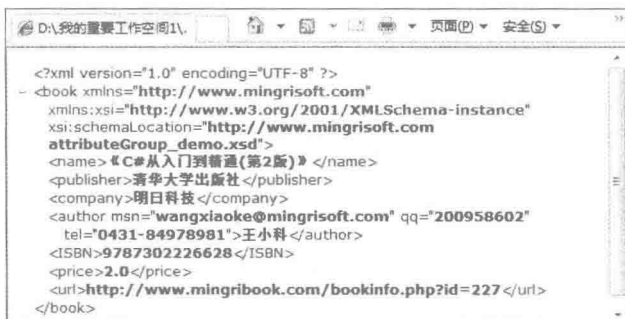 D:\我的重要工作空间1\. 页面(P) 安全(S) »
<?xml version="1.0" encoding="UTF-8" ?>
- <book xmlns="http://www.mingrisoft.com"
xmlns:xsi="http://www.w3.org/2001/XMLSchema-instance"
xsi:schemaLocation="http://www.mingrisoft.com
attributeGroup_demo.xsd">
<name>《C#从入门到精通(第2版)》</name>
<publisher>清华大学出版社</publisher>
<company>明日科技</company>
<author msn="wangxiaoke@mingrisoft.com" qq="200958602"
tel="0431-84978981">王小科</author>
<ISBN>9787302226628</ISBN>
<price>2.0</price>
<url>http://www.mingribook.com/bookinfo.php?id=227</url>
</book>